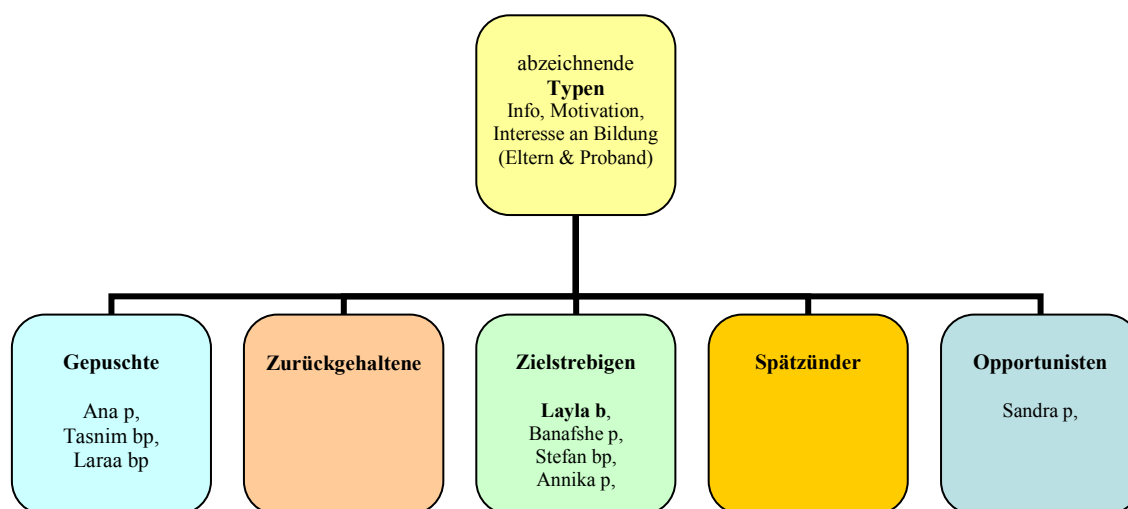 abzeichnende
Typen
Info, Motivation,
Interesse an Bildung
(Eltern & Proband)
Gepuschte
Ana p,
Tasnim bp,
Laraa bp
Zurückgehaltene
Zielstrebigen
Layla b,
Banafshe p,
Stefan bp,
Annika p,
Spätzünder
Opportunisten
Sandra p,